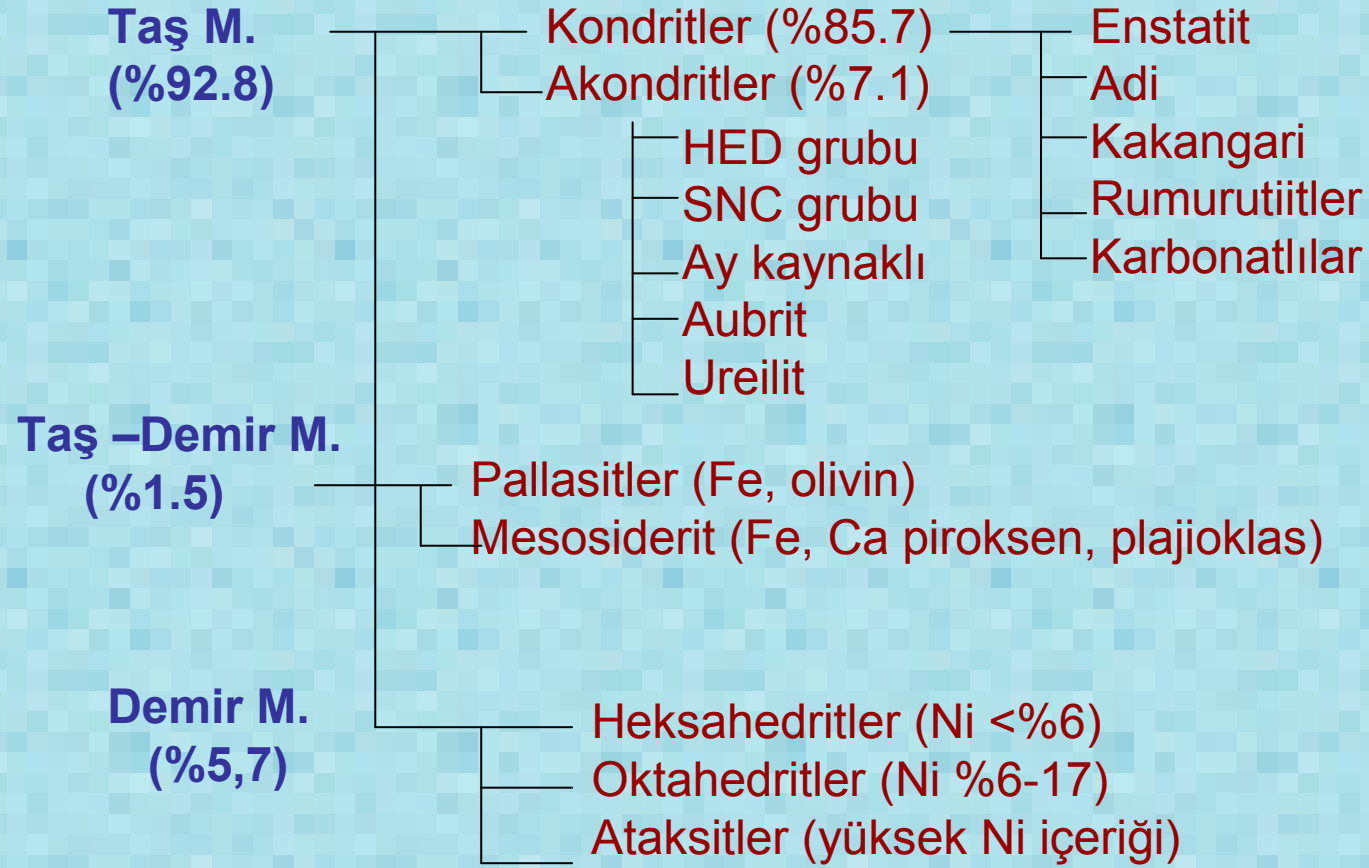 Taş M.
(%92.8)
Kondritler (%85.7)
Akondritler (%7.1)
Enstatit
Adi
Kakangari
Rumurutiitler
Karbonatlılar
HED grubu
SNC grubu
Ay kaynaklı
Aubrit
Ureilit
Taş –Demir M.
(%1.5)
Pallasitler (Fe, olivin)
Mesosiderit (Fe, Ca piroksen, plajioklas)
Demir M.
(%5,7)
Heksahedritler (Ni <%6)
Oktahedritler (Ni %6-17)
Ataksitler (yüksek Ni içeriği)